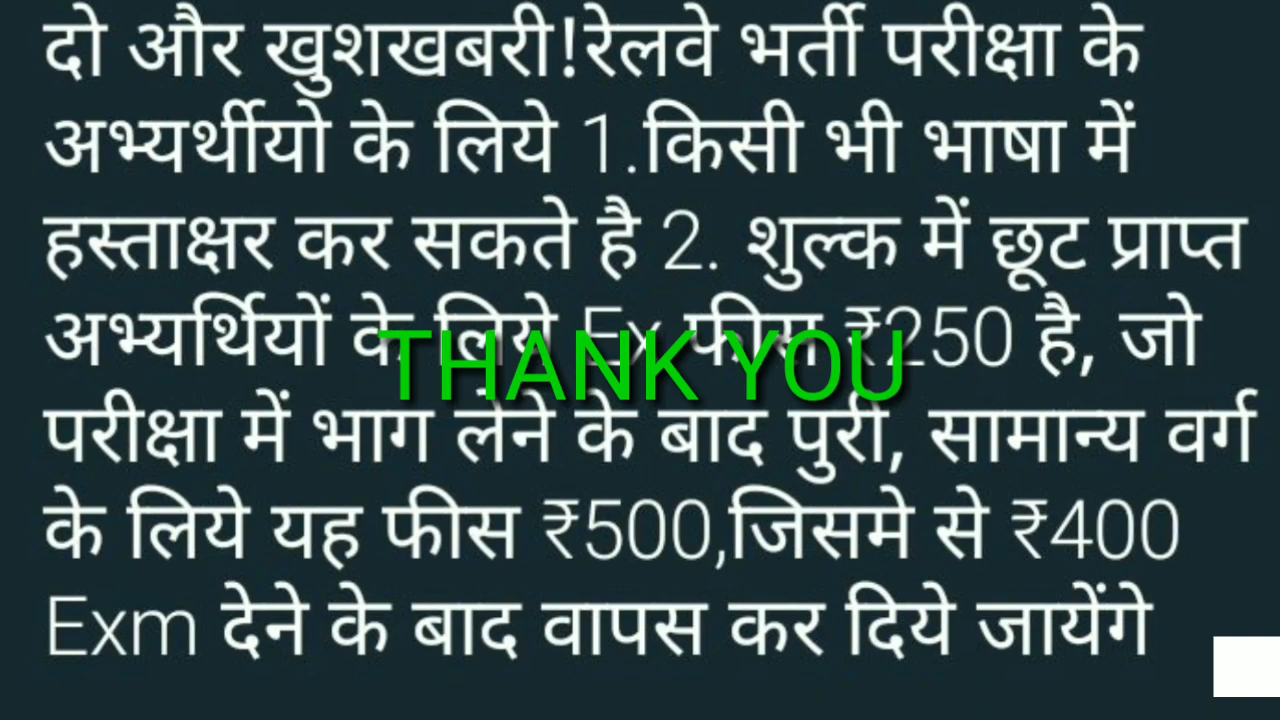 दो और खुशखबरी!रेलवे भर्ती परीक्षा के
अभ्यर्थीयो के लिये 1.किसी भी भाषा में
हस्ताक्षर कर सकते है 2. शुल्क में छूट प्राप्त
अभ्यर्थियों के लिये Ex फीस ₹250 है, जो
THANK YOU
परीक्षा में भाग लेने के बाद पुरी, सामान्य वर्ग
के लिये यह फीस ₹500,जिसमे से ₹400
Exm देने के बाद वापस कर दिये जायेंगे